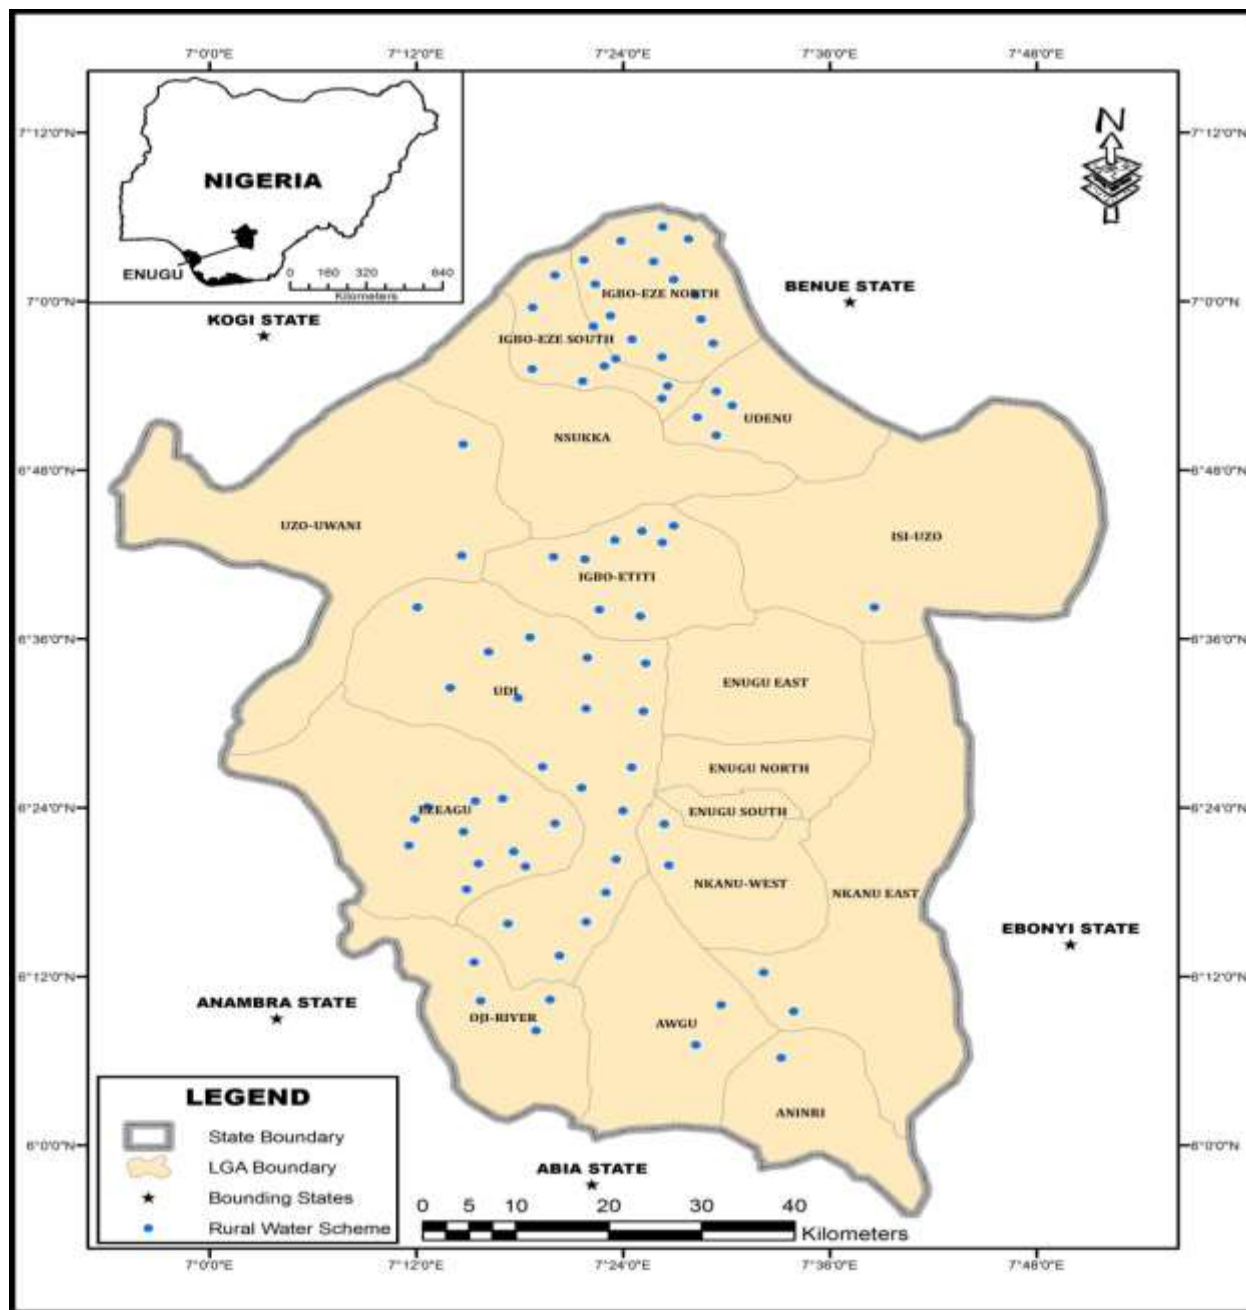 7°0'0"E 7°12'0"E 7°24'0"E 7°36'0"E 7°48'0"E
7°12'0"N 7°12'0"N
N
NIGERIA
ENUGU
0 160 320 640
Kilometers
7°0'0"N 7°0'0"N
KOGI STATE
BENUE STATE
IGBO-EZE NORTH
IGBO-EZE SOUTH
UDENU
NSUKKA
6°48'0"N 6°48'0"N
UZO-UWANI
ISI-UZO
IGBO-ETITI
6°36'0"N 6°36'0"N
ENUGU EAST
UDI
ENUGU NORTH
6°24'0"N 6°24'0"N
EZEAGU
ENUGU SOUTH
NKANU-WEST
NKANU EAST
EBONYI STATE
6°12'0"N 6°12'0"N
ANAMBRA STATE
OJI-RIVER
AWGU
ANINRI
6°0'0"N 6°0'0"N
ABIA STATE
LEGEND
State Boundary
LGA Boundary
Bounding States
Rural Water Scheme
0 5 10 20 30 40
Kilometers
7°0'0"E 7°12'0"E 7°24'0"E 7°36'0"E 7°48'0"E